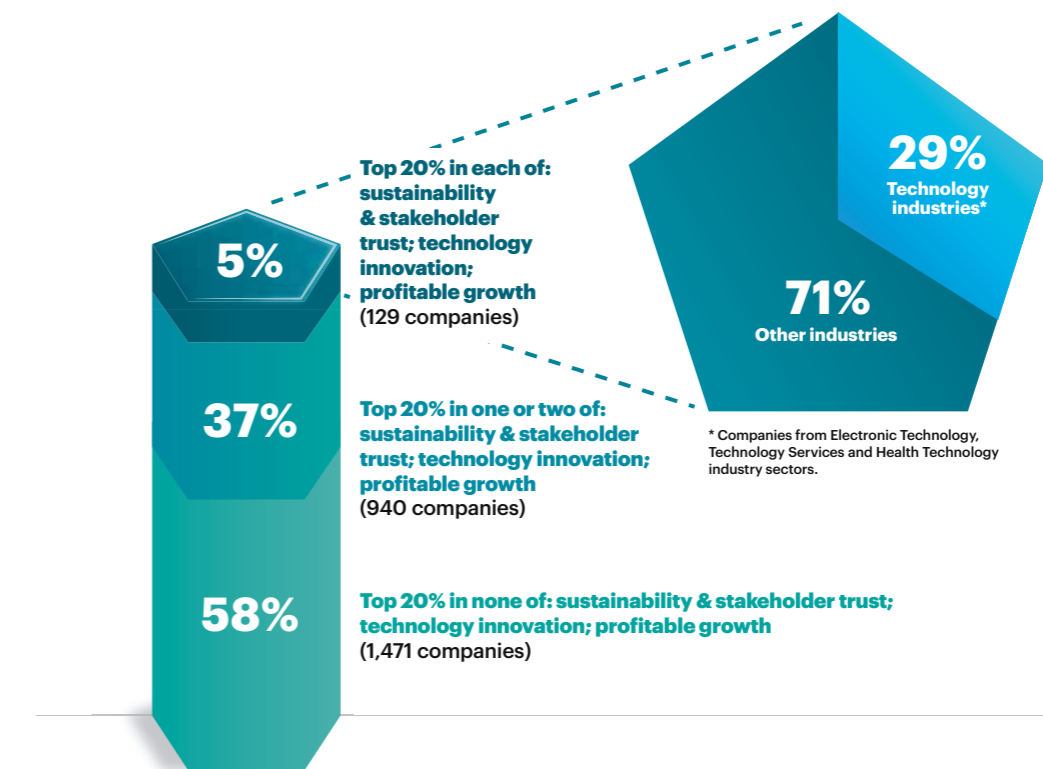 5%
Top 20% in each of:
sustainability
& stakeholder
trust; technology
innovation;
profitable growth
(129 companies)
29%
Technology
industries*
71%
Other industries
* Companies from Electronic Technology,
Technology Services and Health Technology
industry sectors.
37%
Top 20% in one or two of:
sustainability & stakeholder
trust; technology innovation;
profitable growth
(940 companies)
58%
Top 20% in none of: sustainability & stakeholder trust;
technology innovation; profitable growth
(1,471 companies)